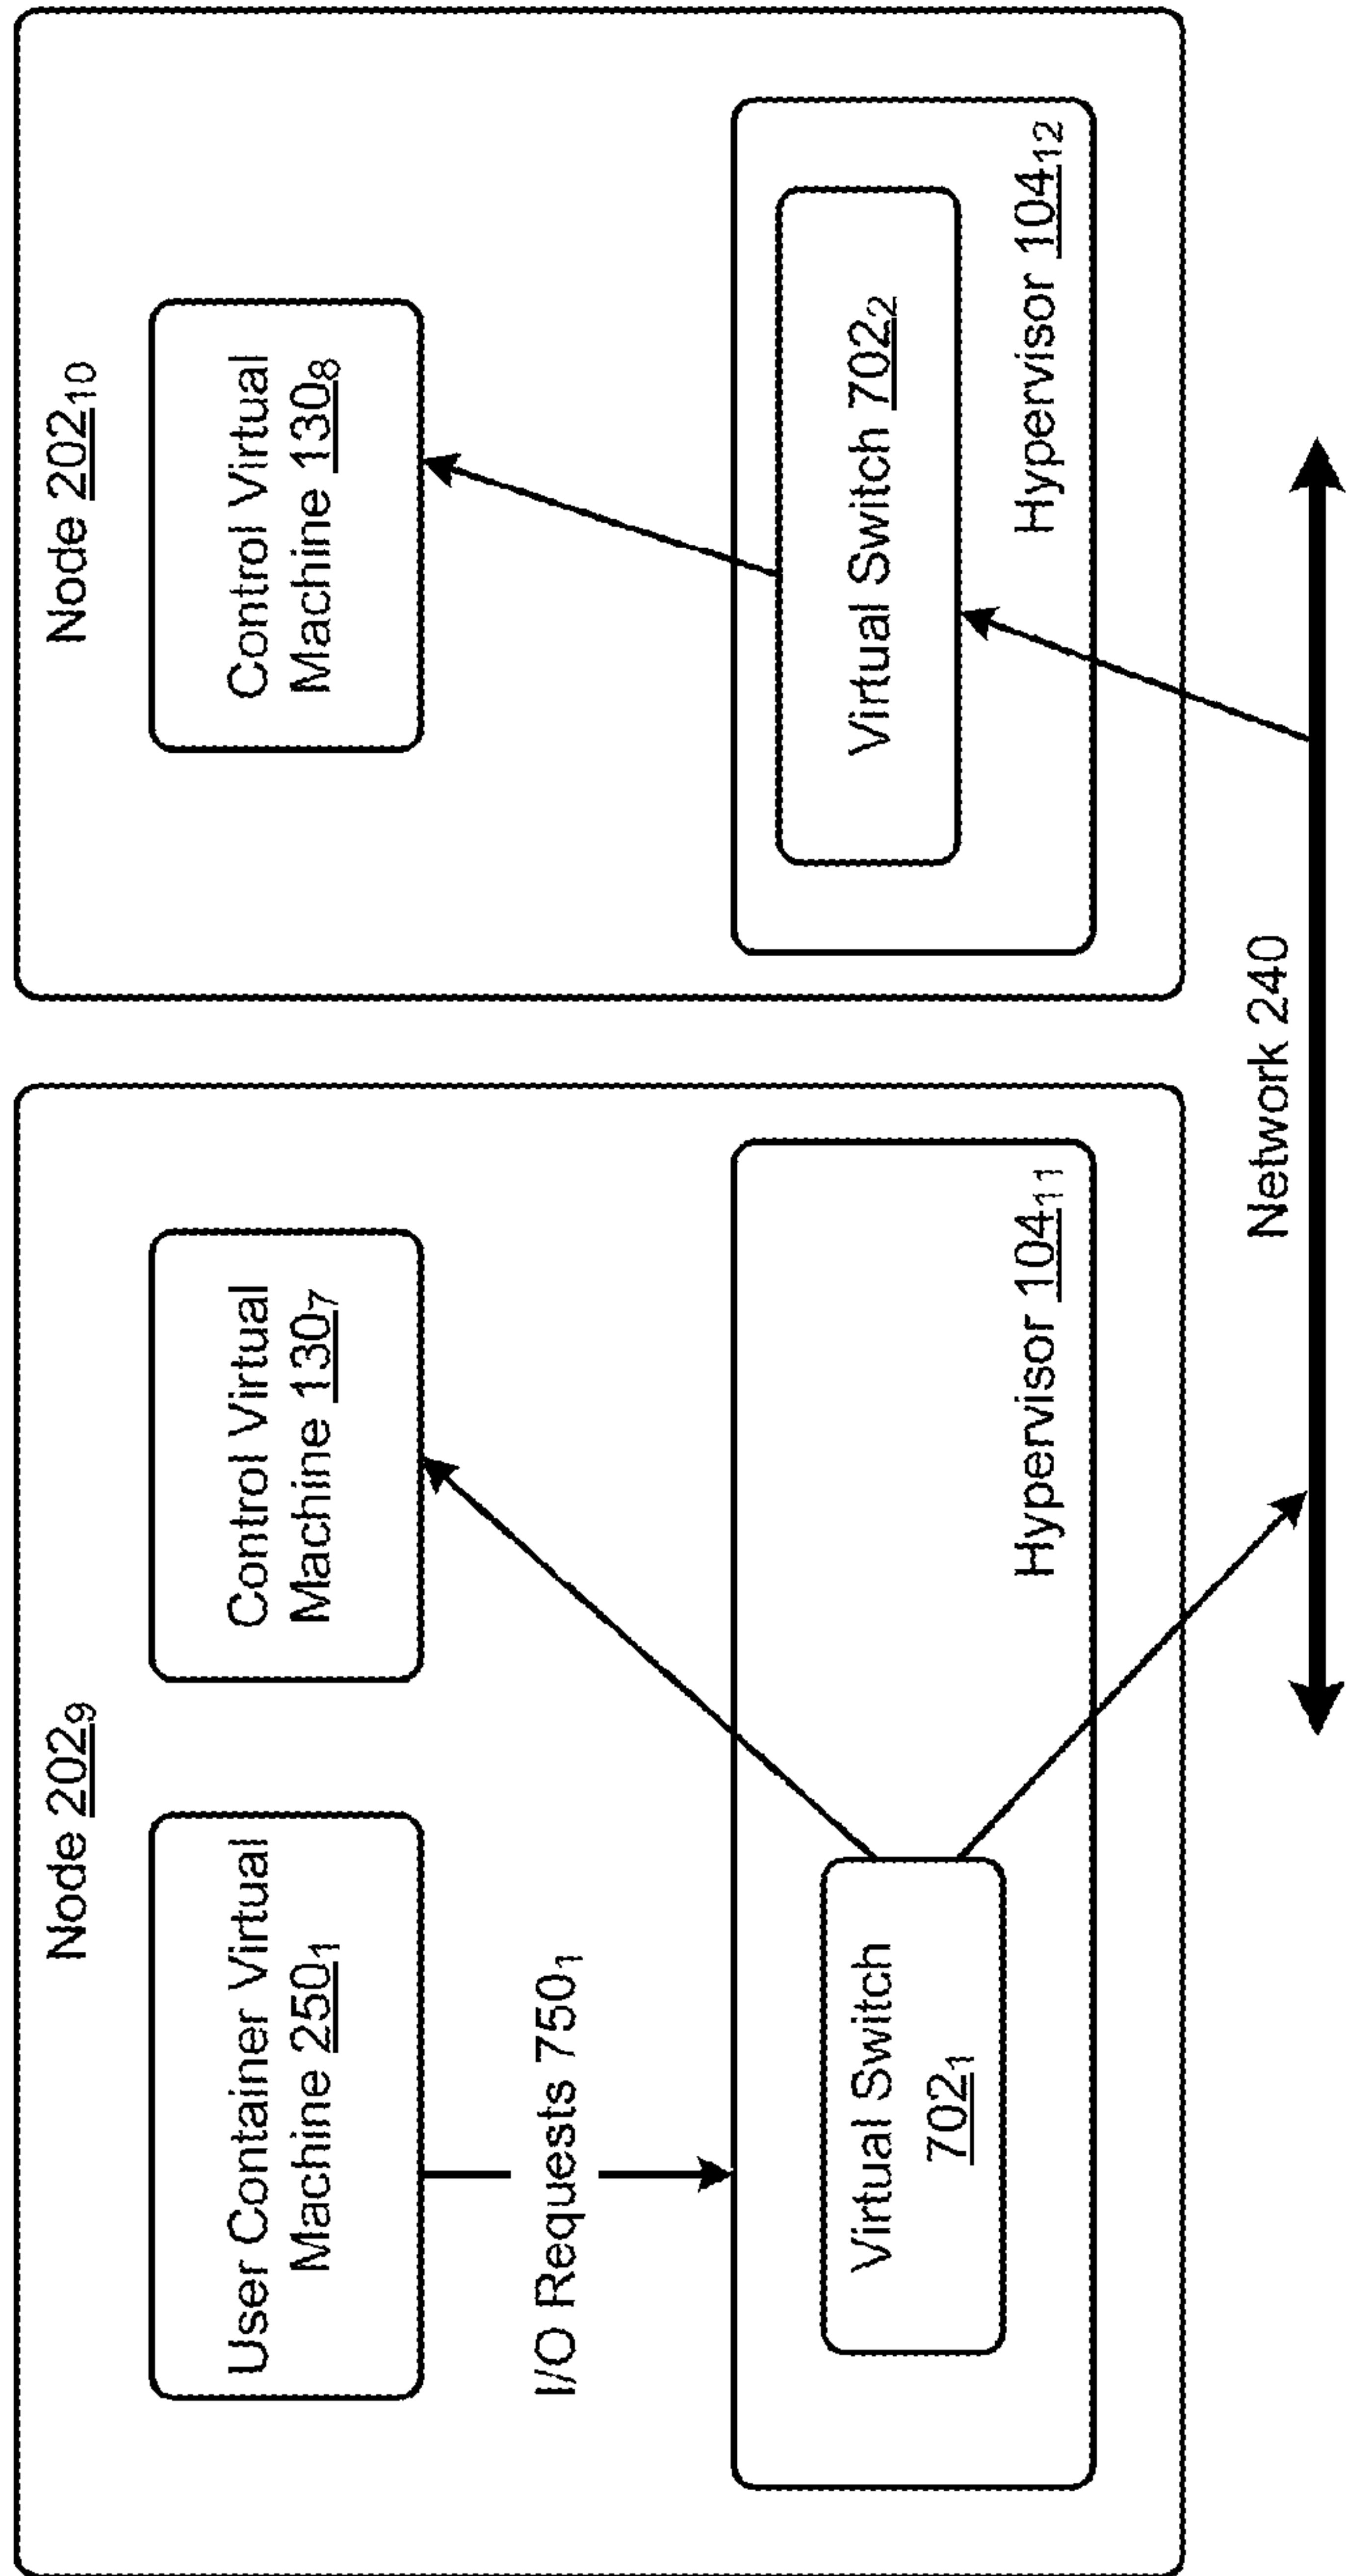 Node 202₉
User Container Virtual
Machine 250₁
Control Virtual
Machine 130₇
I/O Requests 750₁
Virtual Switch
702₁
Hypervisor 104₁₁
Node 202₁₀
Control Virtual
Machine 130₈
Virtual Switch 702₂
Hypervisor 104₁₂
Network 240